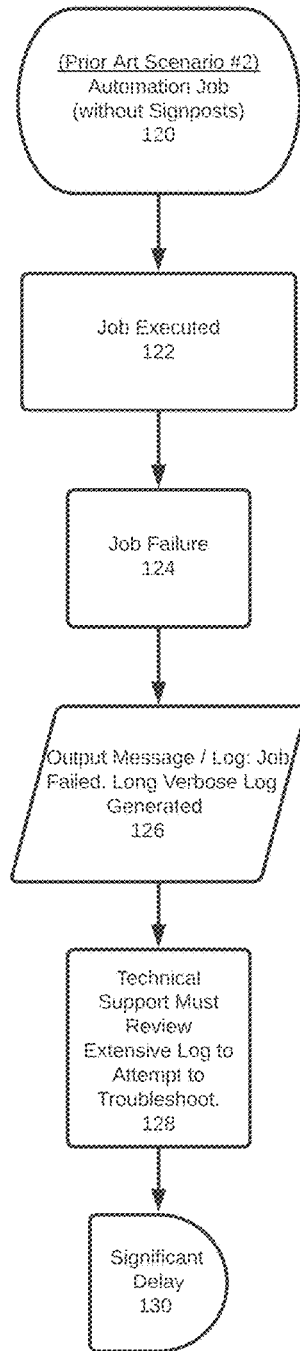 (Prior Art Scenario #2)
Automation Job
(without Signposts)
120
Job Executed
122
Job Failure
124
Output Message / Log: Job
Failed. Long Verbose Log
Generated
126
Technical
Support Must
Review
Extensive Log to
Attempt to
Troubleshoot.
128
Significant
Delay
130